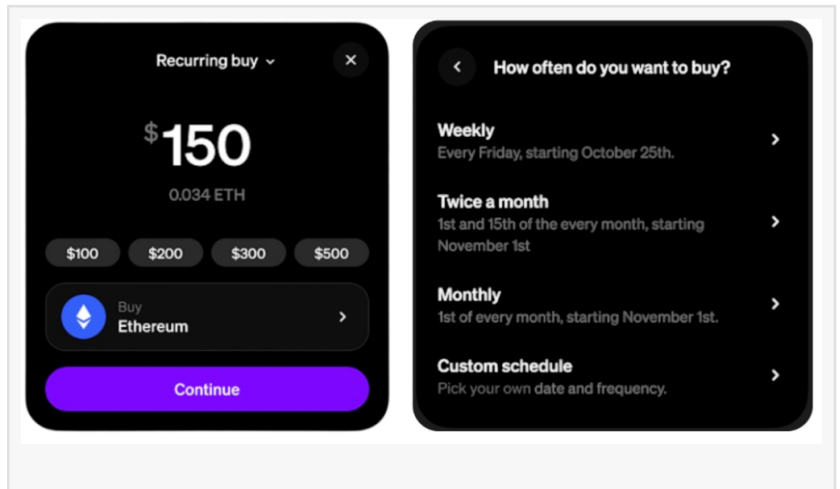 Recurring buy
$150
0.034 ETH
$100 $200 $300 $500
Buy
Ethereum
Continue
How often do you want to buy?
Weekly
Every Friday, starting October 25th.
Twice a month
1st and 15th of the every month, starting
November 1st
Monthly
1st of every month, starting November 1st.
Custom schedule
Pick your own date and frequency.